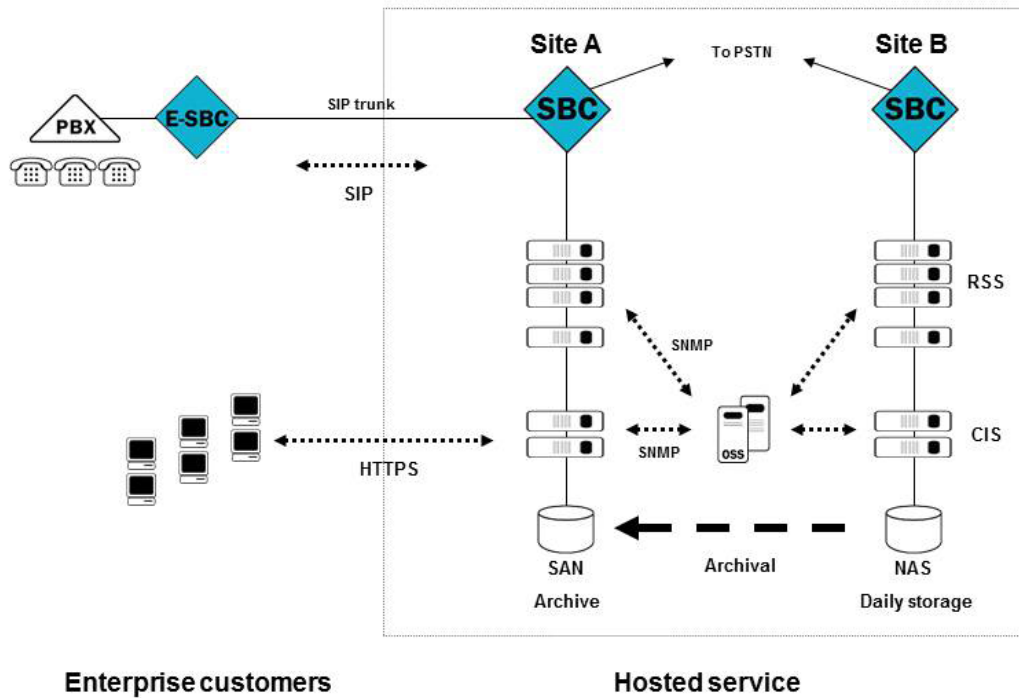 Site A
To PSTN
Site B
SBC
SBC
PBX
E-SBC
SIP trunk
SIP
RSS
SNMP
HTTPS
SNMP
OSS
CIS
SAN
Archival
NAS
Archive
Daily storage
Enterprise customers
Hosted service